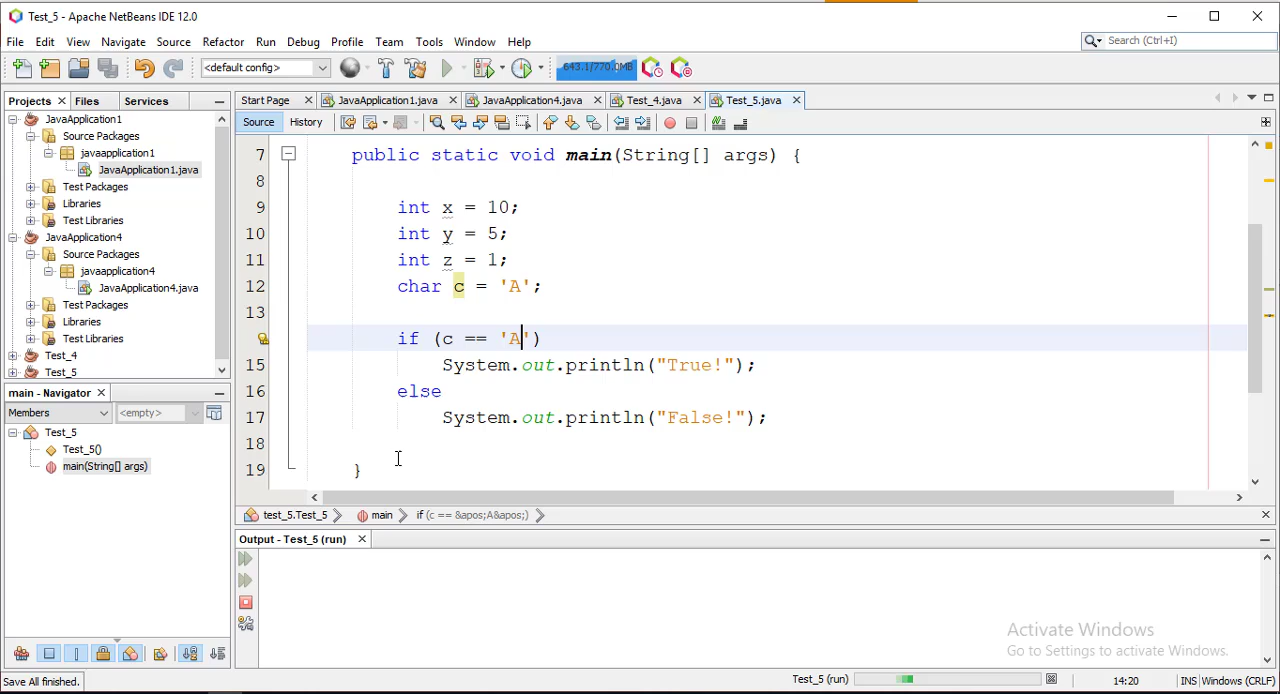 Test_5 - Apache NetBeans IDE 12.0
File Edit View Navigate Source Refactor Run Debug Profile Team Tools Window Help
Search (Ctrl+I)
<default config>
643.1/770.0MB
Projects Files Services
Start Page JavaApplication1.java JavaApplication4.java Test_4.java Test_5.java
Source History
JavaApplication1
Source Packages
javaapplication1
JavaApplication1.java
Test Packages
Libraries
Test Libraries
JavaApplication4
Source Packages
javaapplication4
JavaApplication4.java
Test Packages
Libraries
Test Libraries
Test_4
Test_5
7 public static void main(String[] args) {
8
9 int x = 10;
10 int y = 5;
11 int z = 1;
12 char c = 'A';
13
if (c == 'A')
15 System.out.println("True!");
16 else
17 System.out.println("False!");
18
19 }
main - Navigator
Members <empty>
Test_5
Test_5()
main(String[] args)
test_5.Test_5 main if (c == &apos;A&apos;)
Output - Test_5 (run)
Activate Windows
Go to Settings to activate Windows.
Save All finished.
Test_5 (run)
14:20
INS Windows (CRLF)